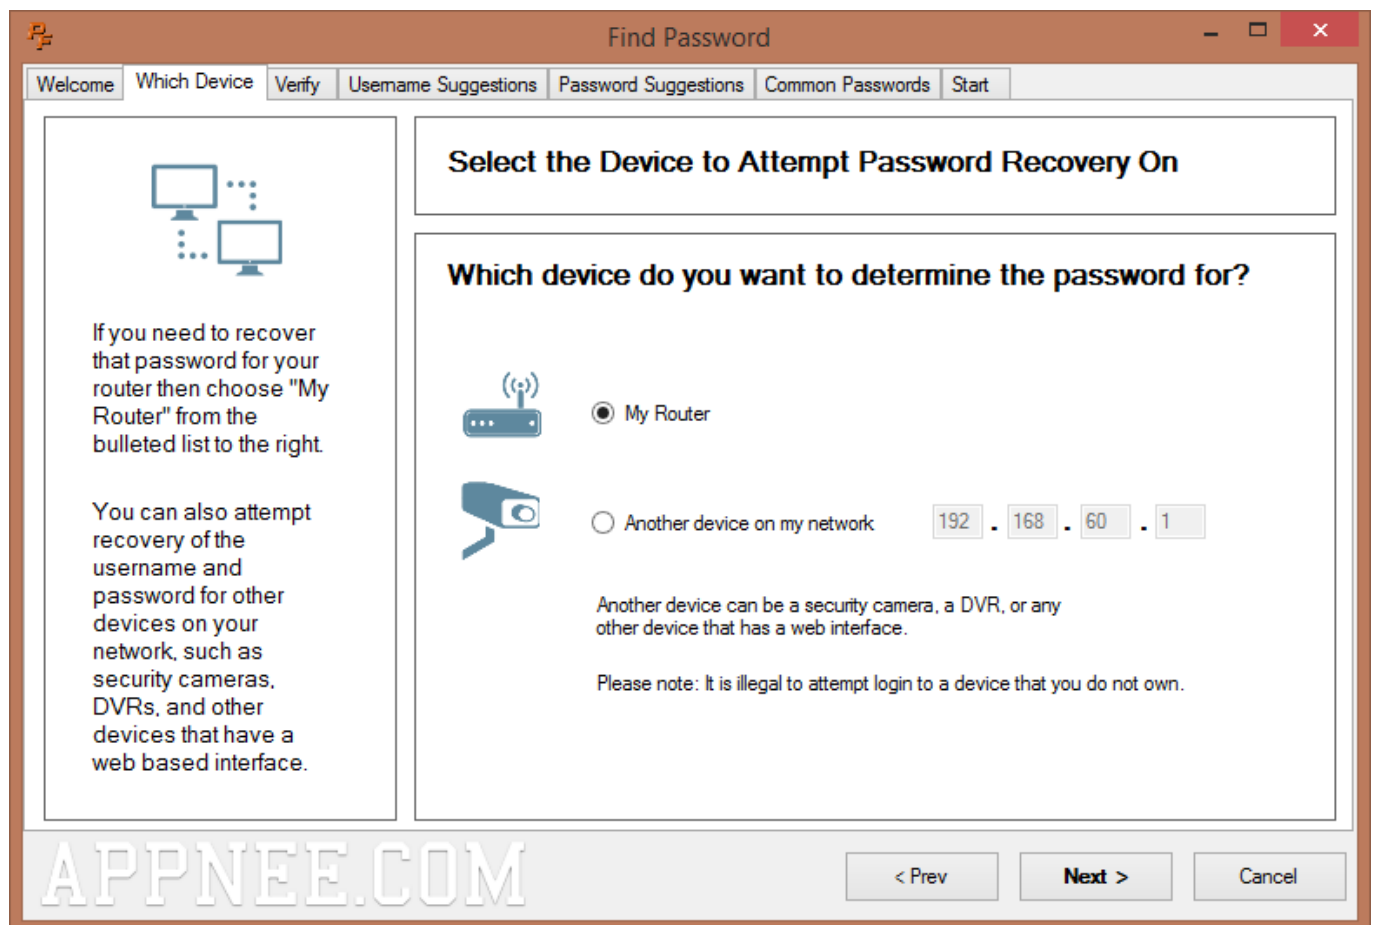 Find Password
Welcome Which Device Verify Username Suggestions Password Suggestions Common Passwords Start
If you need to recover
that password for your
router then choose "My
Router" from the
bulleted list to the right.
You can also attempt
recovery of the
username and
password for other
devices on your
network, such as
security cameras,
DVRs, and other
devices that have a
web based interface.
Select the Device to Attempt Password Recovery On
Which device do you want to determine the password for?
My Router
Another device on my network 192 . 168 . 60 . 1
Another device can be a security camera, a DVR, or any
other device that has a web interface.
Please note: It is illegal to attempt login to a device that you do not own.
APPNEE.COM
< Prev Next > Cancel